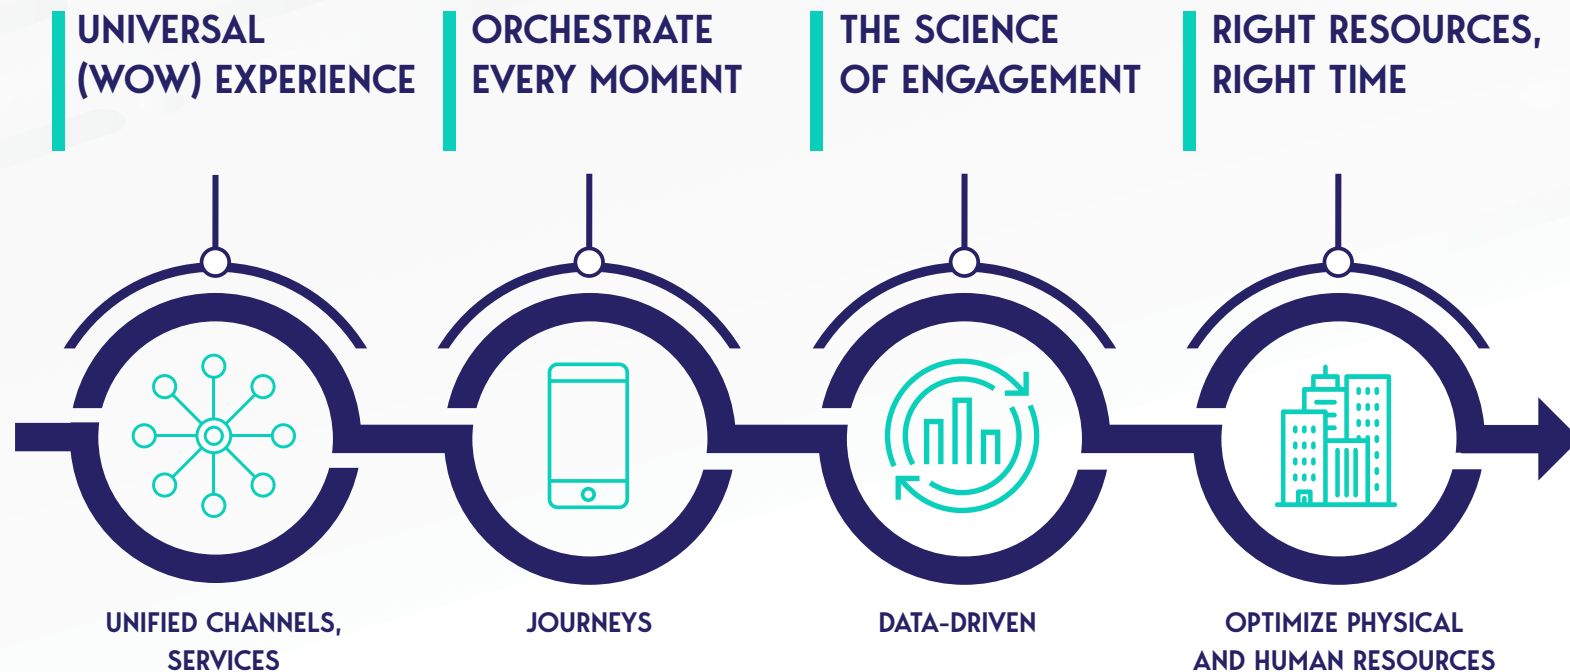 UNIVERSAL
(WOW) EXPERIENCE
ORCHESTRATE
EVERY MOMENT
THE SCIENCE
OF ENGAGEMENT
RIGHT RESOURCES,
RIGHT TIME
UNIFIED CHANNELS,
SERVICES
JOURNEYS
DATA-DRIVEN
OPTIMIZE PHYSICAL
AND HUMAN RESOURCES